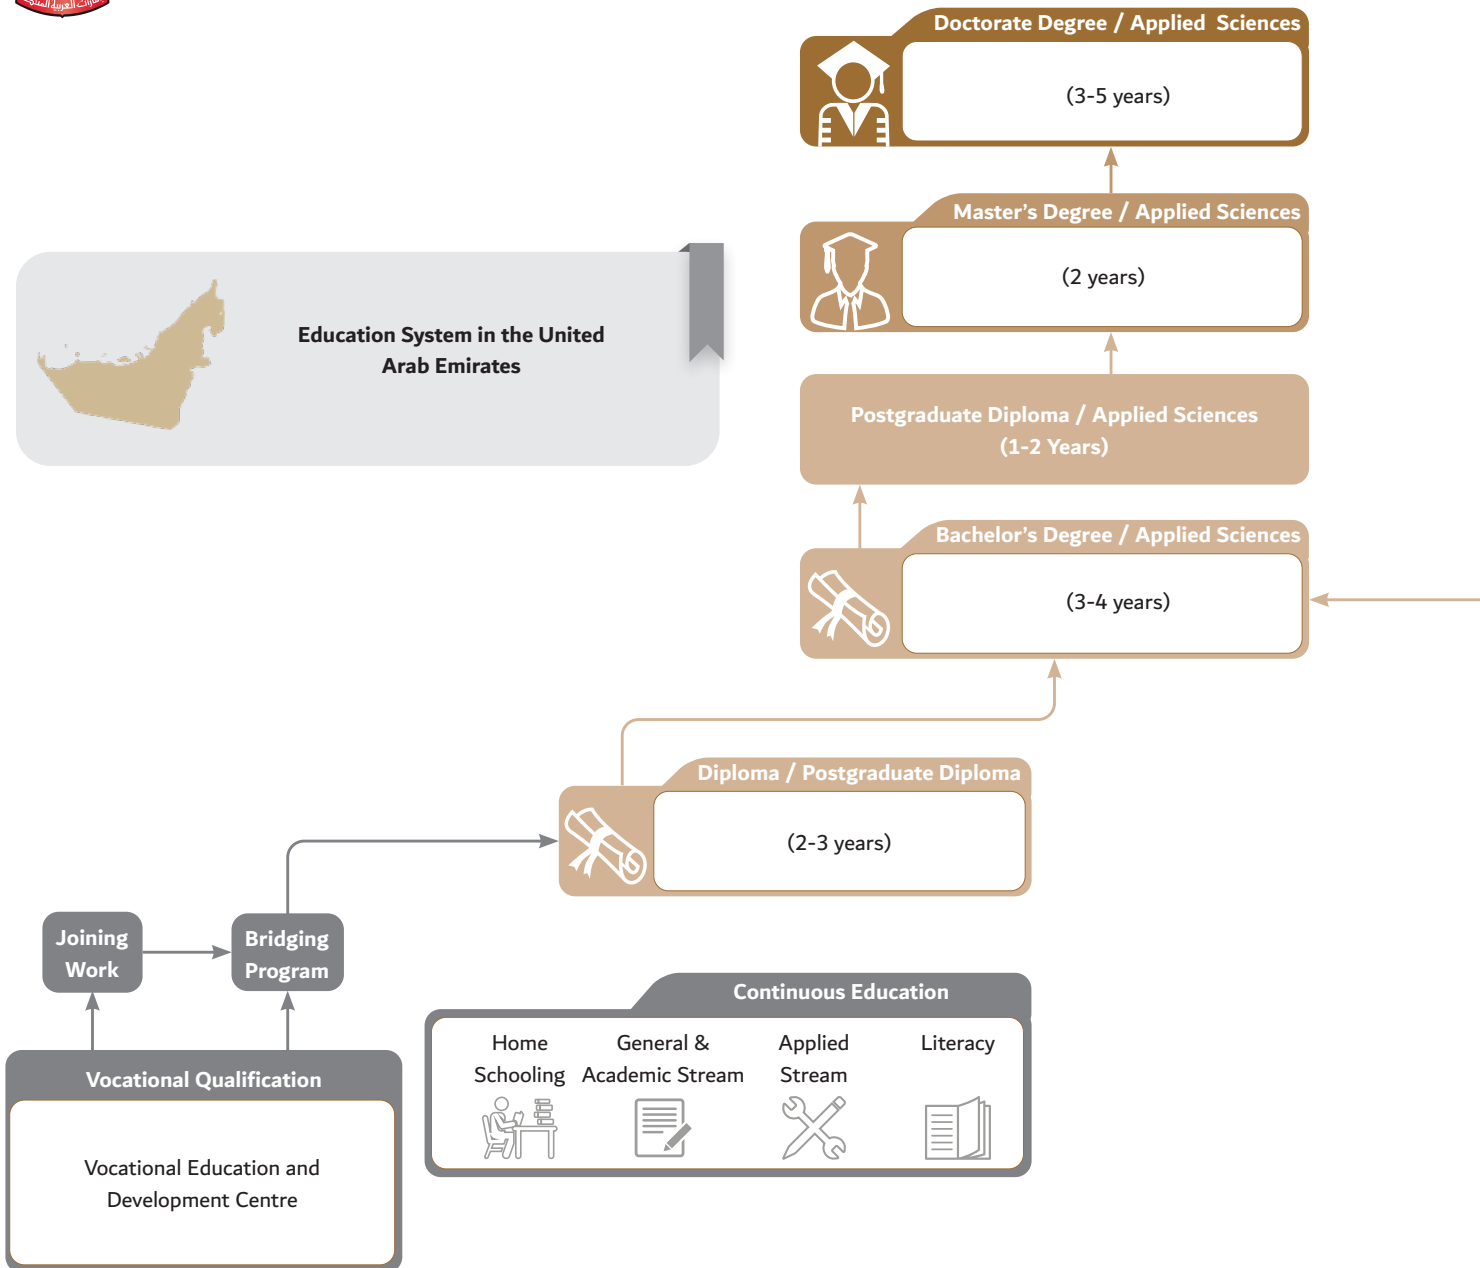 Doctorate Degree / Applied Sciences
(3-5 years)
Master's Degree / Applied Sciences
(2 years)
Education System in the United
Arab Emirates
Postgraduate Diploma / Applied Sciences
(1-2 Years)
Bachelor's Degree / Applied Sciences
(3-4 years)
Diploma / Postgraduate Diploma
(2-3 years)
Joining
Work
Bridging
Program
Continuous Education
Home
Schooling
General &
Academic Stream
Applied
Stream
Literacy
Vocational Qualification
Vocational Education and
Development Centre